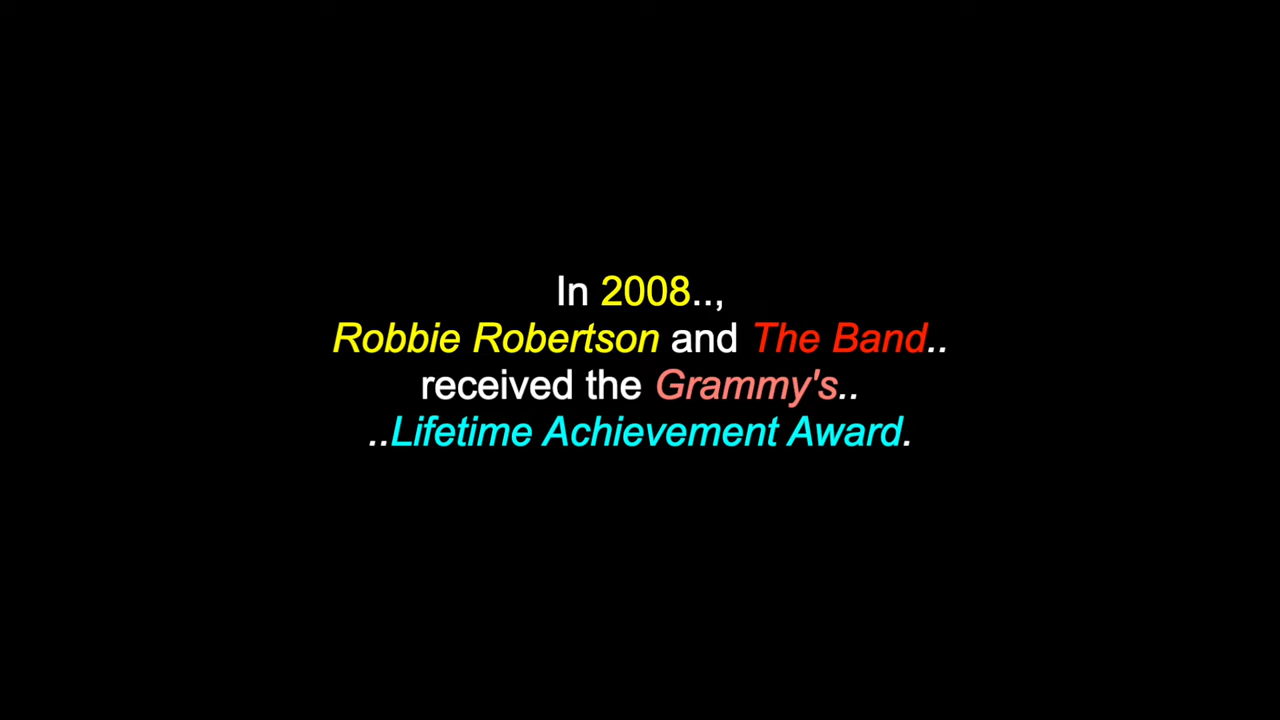 In 2008..,
Robbie Robertson and The Band..
received the Grammy's..
..Lifetime Achievement Award.